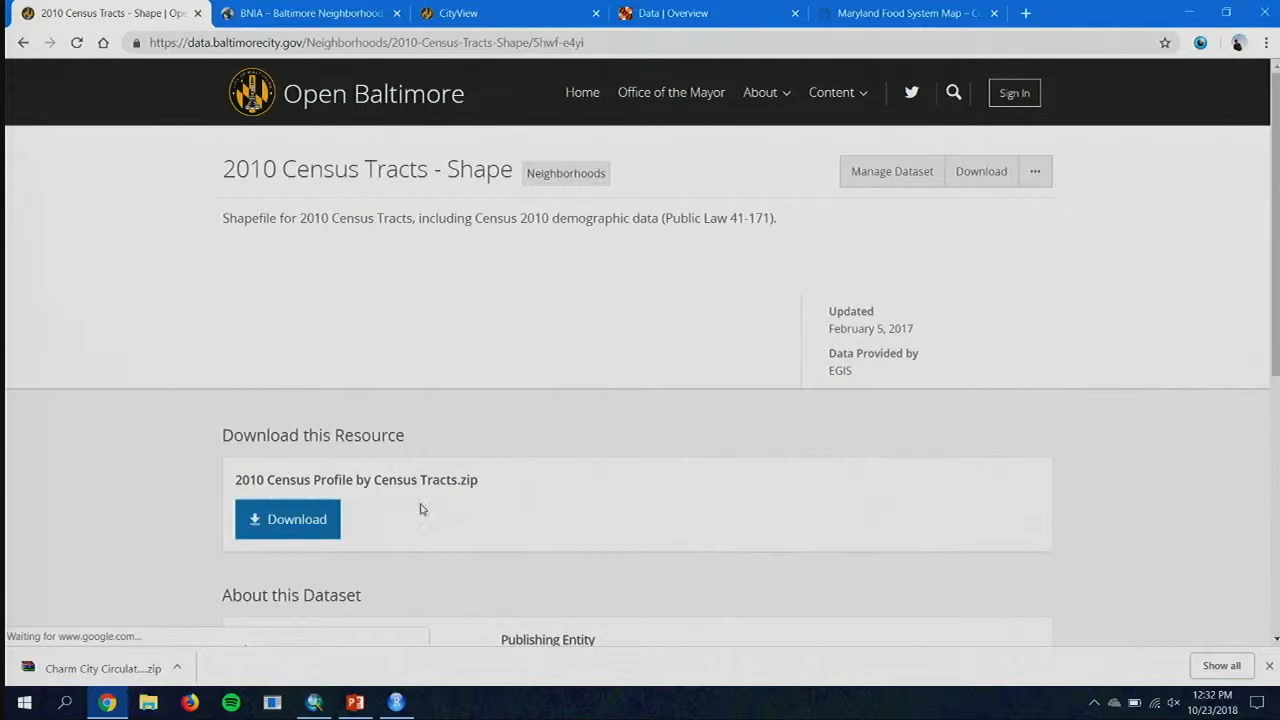 2010 Census Tracts - Shape | Ope
BNIA – Baltimore Neighborhood
CityView
Data | Overview
Maryland Food System Map – Ce
https://data.baltimorecity.gov/Neighborhoods/2010-Census-Tracts-Shape/5hwf-e4yi
Open Baltimore
Home
Office of the Mayor
About
Content
Sign In
2010 Census Tracts - Shape
Neighborhoods
Manage Dataset
Download
Shapefile for 2010 Census Tracts, including Census 2010 demographic data (Public Law 41-171).
Updated
February 5, 2017
Data Provided by
EGIS
Download this Resource
2010 Census Profile by Census Tracts.zip
Download
About this Dataset
Publishing Entity
Waiting for www.google.com...
Charm City Circulat....zip
Show all
12:32 PM
10/23/2018